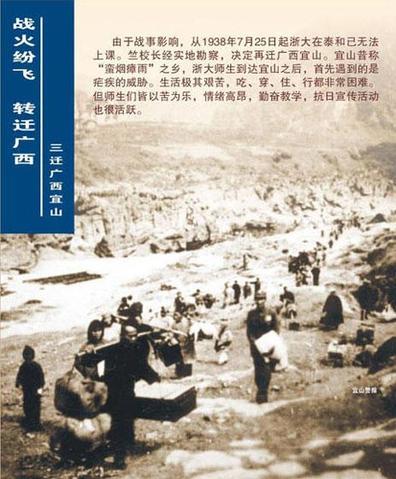 战火纷飞 转迁广西
三迁广西宜山
由于战事影响，从1938年7月25日起浙大在泰和已无法
上课。竺校长经实地勘察，决定再迁广西宜山。宜山昔称
“蛮烟瘴雨”之乡，浙大师生到达宜山之后，首先遇到的是
疟疾的威胁。生活极其艰苦，吃、穿、住、行都非常困难。
但师生们皆以苦为乐，情绪高昂，勤奋教学，抗日宣传活动
也很活跃。
宜山警报